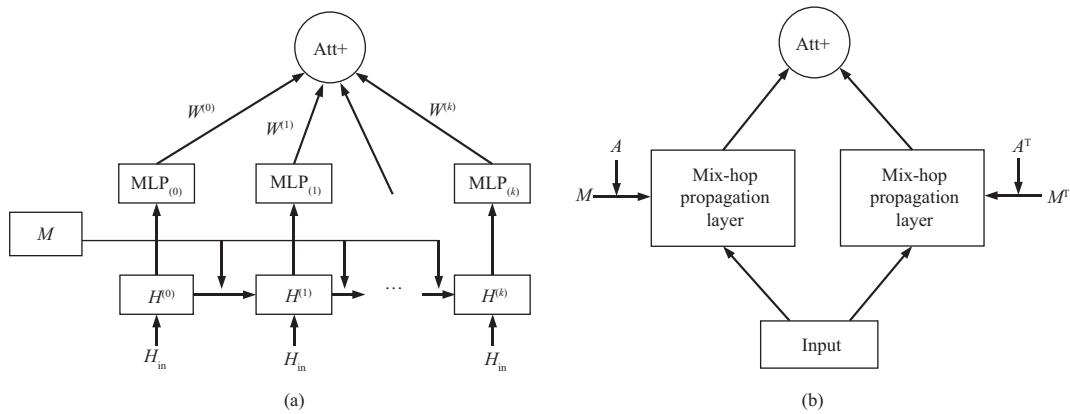 Att+
W(0)
W(1)
W(k)
MLP(0)
MLP(1)
MLP(k)
M
H(0)
H(1)
…
H(k)
Hin
Hin
Hin
(a)
Att+
A
M
Mix-hop
propagation
layer
Mix-hop
propagation
layer
AT
MT
Input
(b)